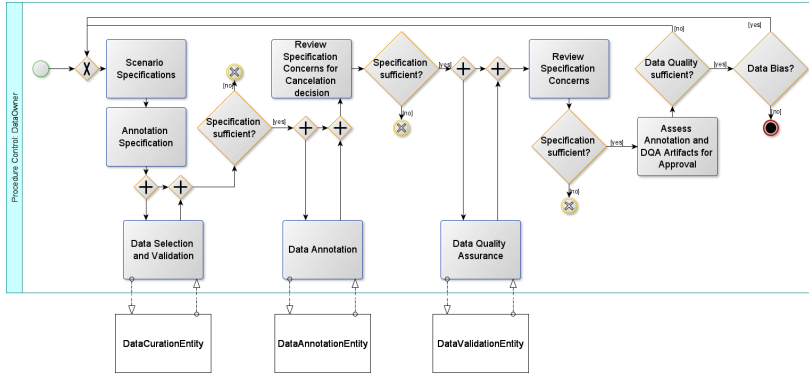 Procedure Control: DataOwner
Scenario
Specifications
Annotation
Specification
Data Selection
and Validation
DataCurationEntity
[no]
Specification
sufficient?
[yes]
Review
Specification
Concerns for
Cancelation
decision
Data Annotation
DataAnnotationEntity
Specification
sufficient?
[yes]
[no]
Data Quality
Assurance
DataValidationEntity
Review
Specification
Concerns
Specification
sufficient?
[yes]
[no]
Assess
Annotation and
DQA Artifacts for
Approval
[no]
Data Quality
sufficient?
[yes]
[yes]
Data Bias?
[no]